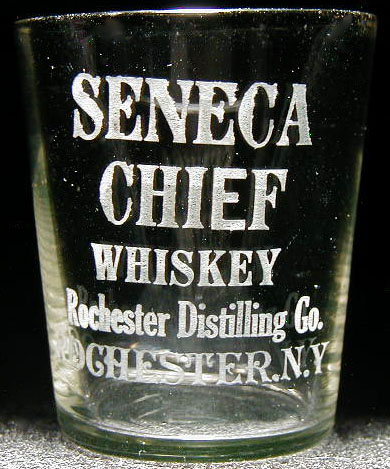 SENECA
CHIEF
WHISKEY
Rochester Distilling Co.
ROCHESTER.N.Y.